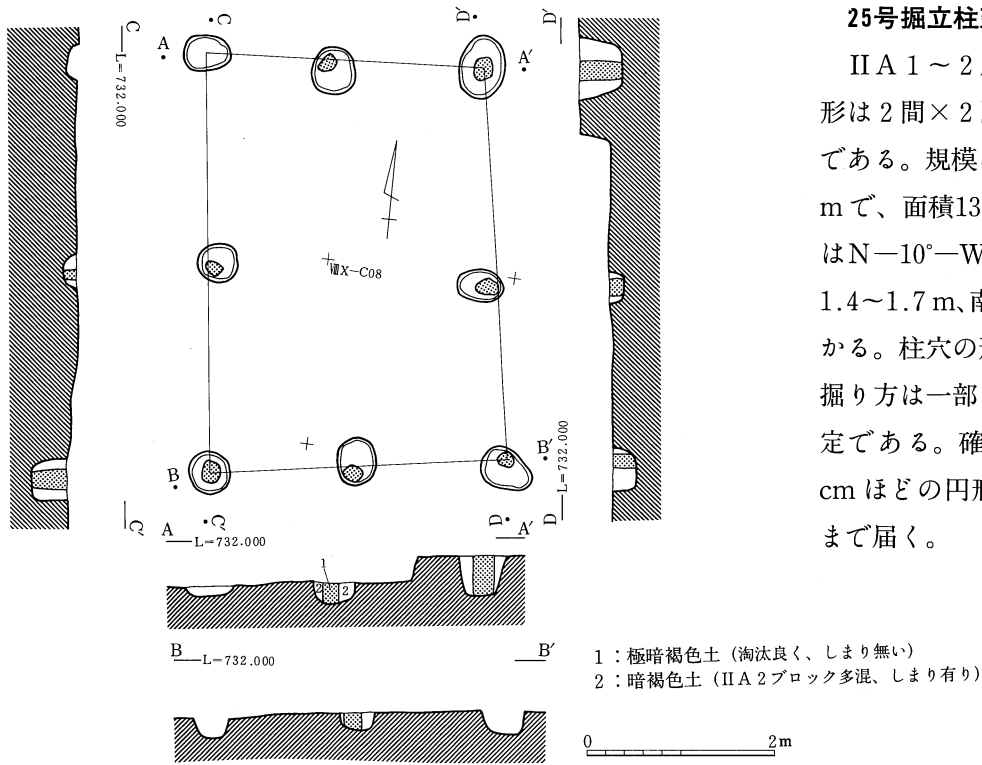 C
D′
D′
C
L=732.000
A
A′
ⅧX−C08
B
B′
L=732.000
C′
C′
D
D
A
A′
L=732.000
1
2
2
B
B′
L=732.000
1：極暗褐色土（淘汰良く、しまり無い）
2：暗褐色土（ⅡA2ブロック多混、しまり有り）
0
2m
25号掘立柱
ⅡA1～2
形は2間×2
である。規模
mで、面積13
はN—10°—W
1.4～1.7m、南
かる。柱穴の
掘り方は一部
定である。確
cmほどの円形
まで届く。